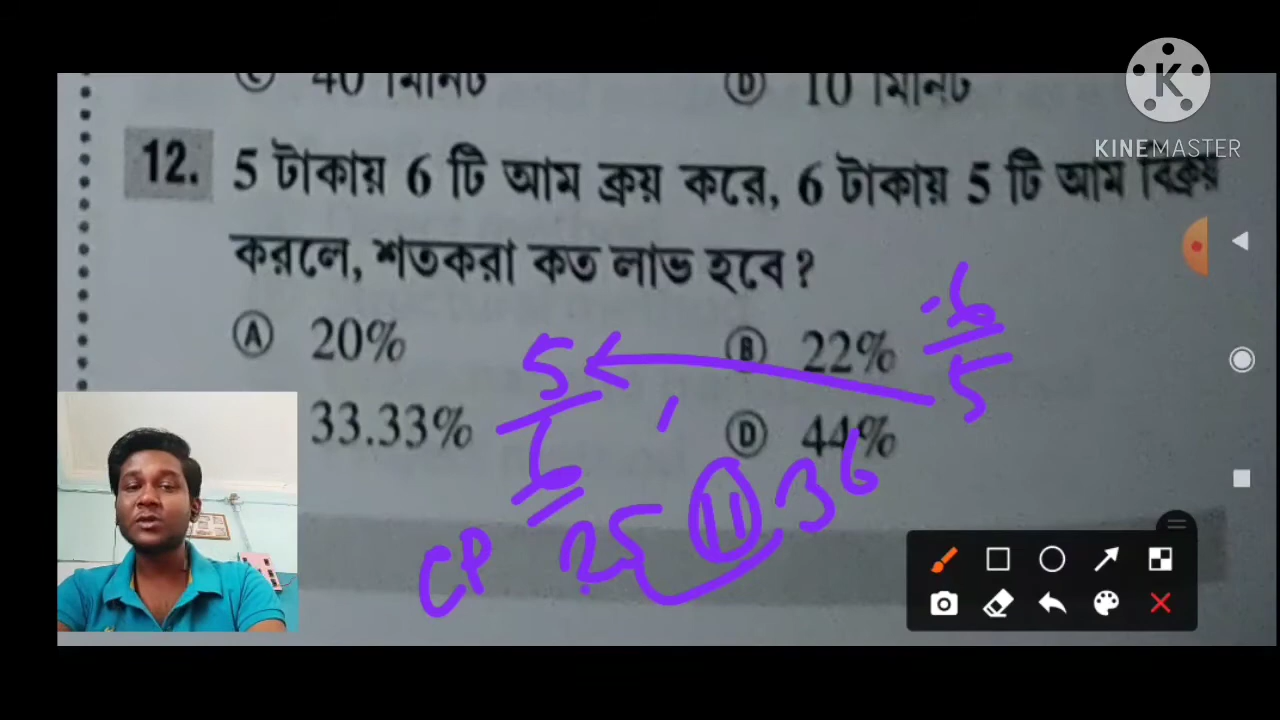 C 40 মিনিট D 10 মিনিট
K
KINEMASTER
12. 5 টাকায় 6 টি আম ক্রয় করে, 6 টাকায় 5 টি আম বিক্রয়
করলে, শতকরা কত লাভ হবে?
A 20% B 22%
33.33% D 44%
5 6
6 5
CP 25 11 36